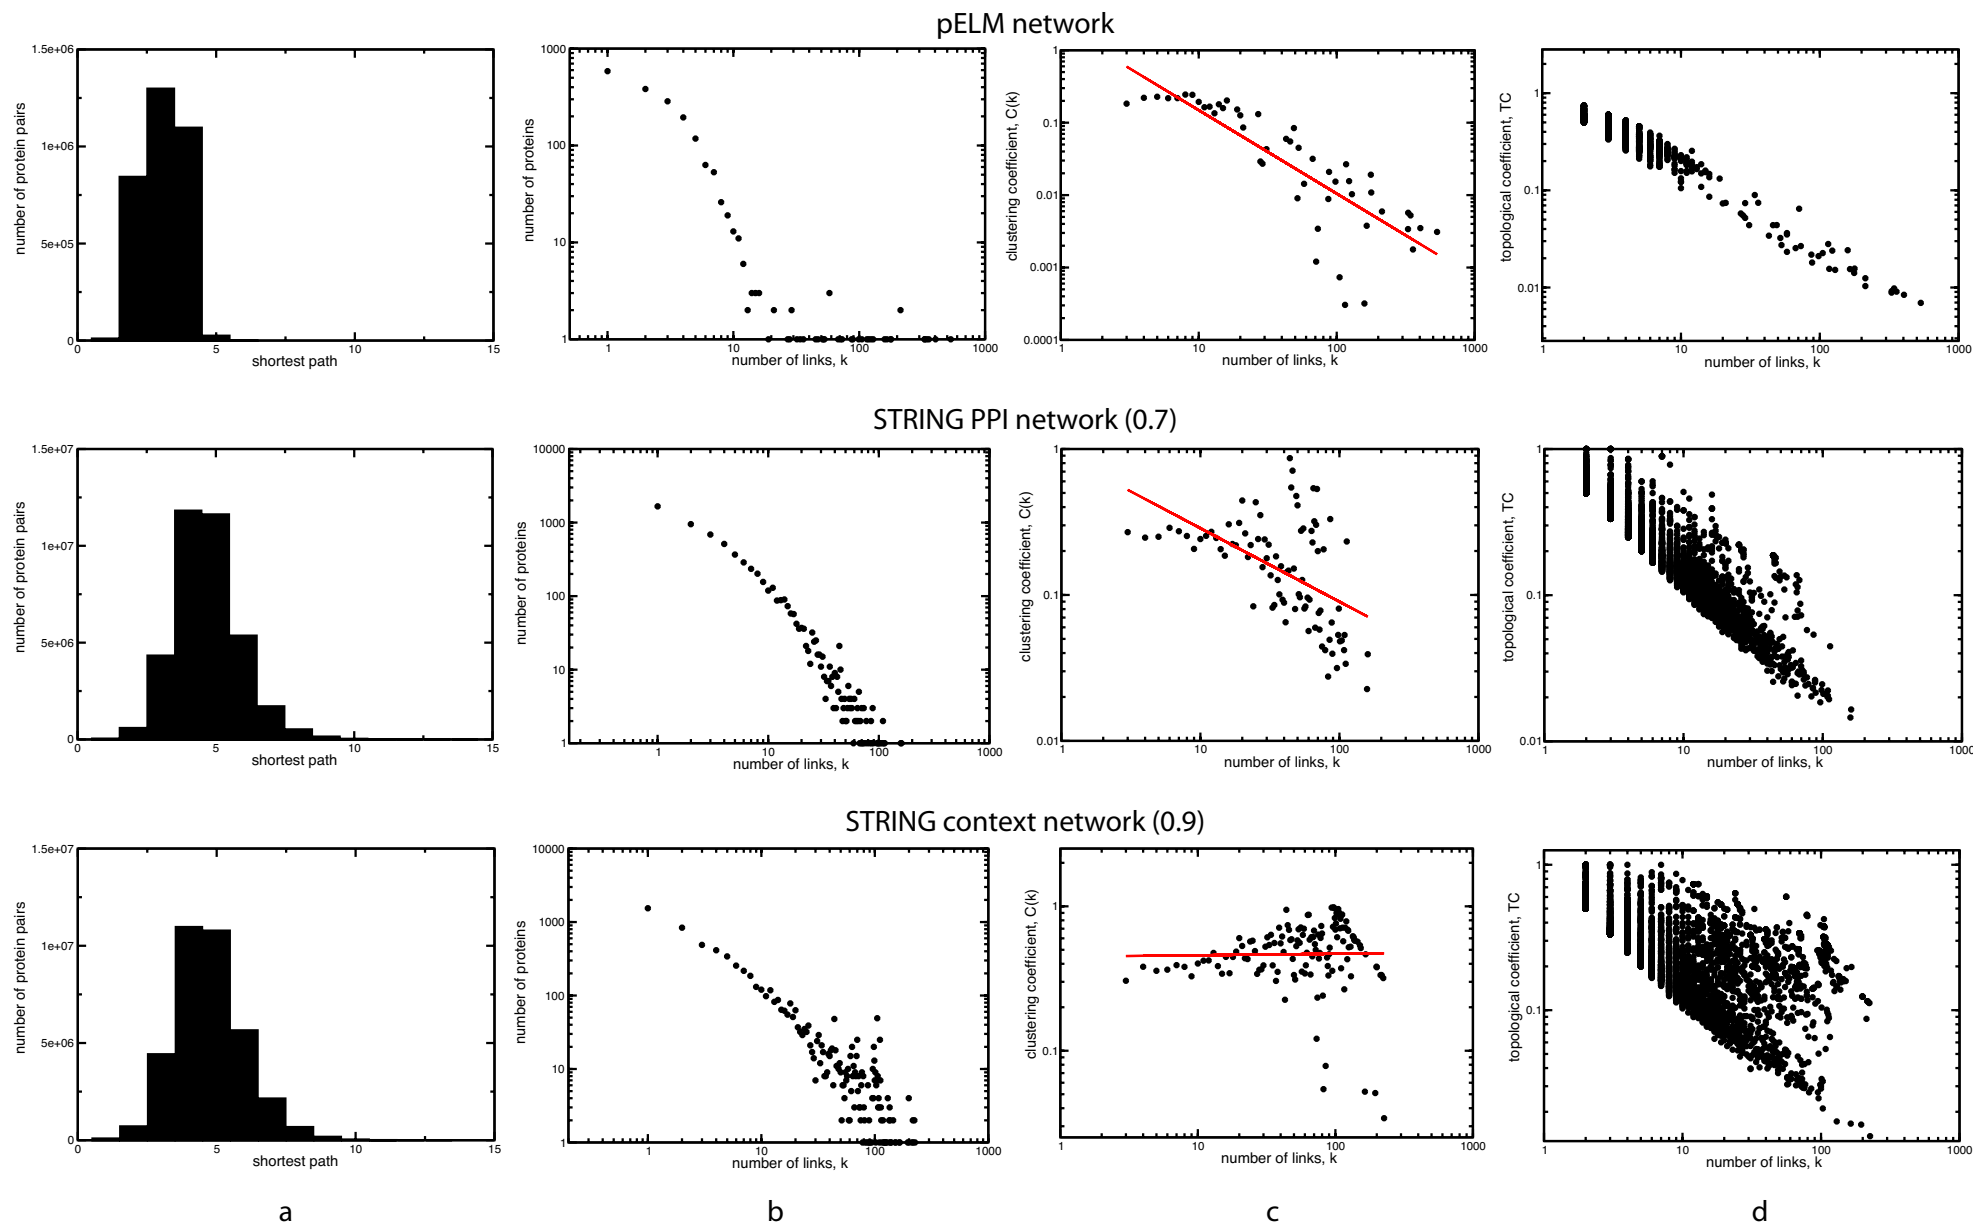 pELM network
1.5e+06
1e+06
5e+05
0
0
5
10
15
number of protein pairs
shortest path
1000
100
10
1
1
10
100
1000
number of proteins
number of links, k
1
0.1
0.01
0.001
0.0001
1
10
100
1000
clustering coefficient, C(k)
number of links, k
1
0.1
0.01
1
10
100
1000
topological coefficient, TC
number of links, k
STRING PPI network (0.7)
1.5e+07
1e+07
5e+06
0
0
5
10
15
number of protein pairs
shortest path
10000
1000
100
10
1
1
10
100
1000
number of proteins
number of links, k
1
0.1
0.01
1
10
100
1000
clustering coefficient, C(k)
number of links, k
1
0.1
0.01
1
10
100
1000
topological coefficient, TC
number of links, k
STRING context network (0.9)
1.5e+07
1e+07
5e+06
0
0
5
10
15
number of protein pairs
shortest path
10000
1000
100
10
1
1
10
100
1000
number of proteins
number of links, k
1
0.1
1
10
100
1000
clustering coefficient, C(k)
number of links, k
1
0.1
1
10
100
1000
topological coefficient, TC
number of links, k
a
b
c
d